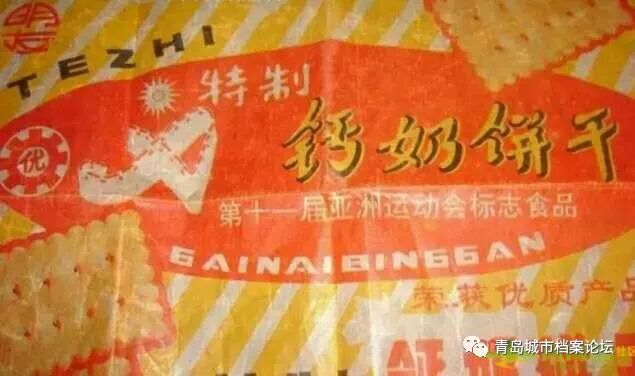 TEZHI
特制
钙奶饼干
优
第十一届亚洲运动会标志食品
GAINAIBINGGAN
荣获优质产品
青岛城市档案论坛